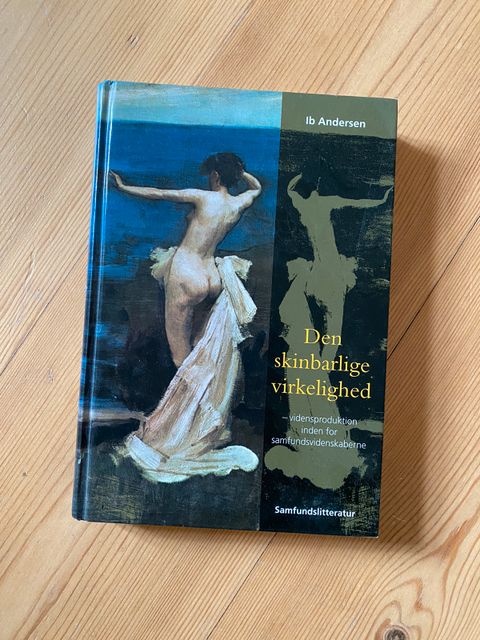 Ib Andersen
Den
skinbarlige
virkelighed
– vidensproduktion
inden for
samfundsvidenskaberne
Samfundslitteratur